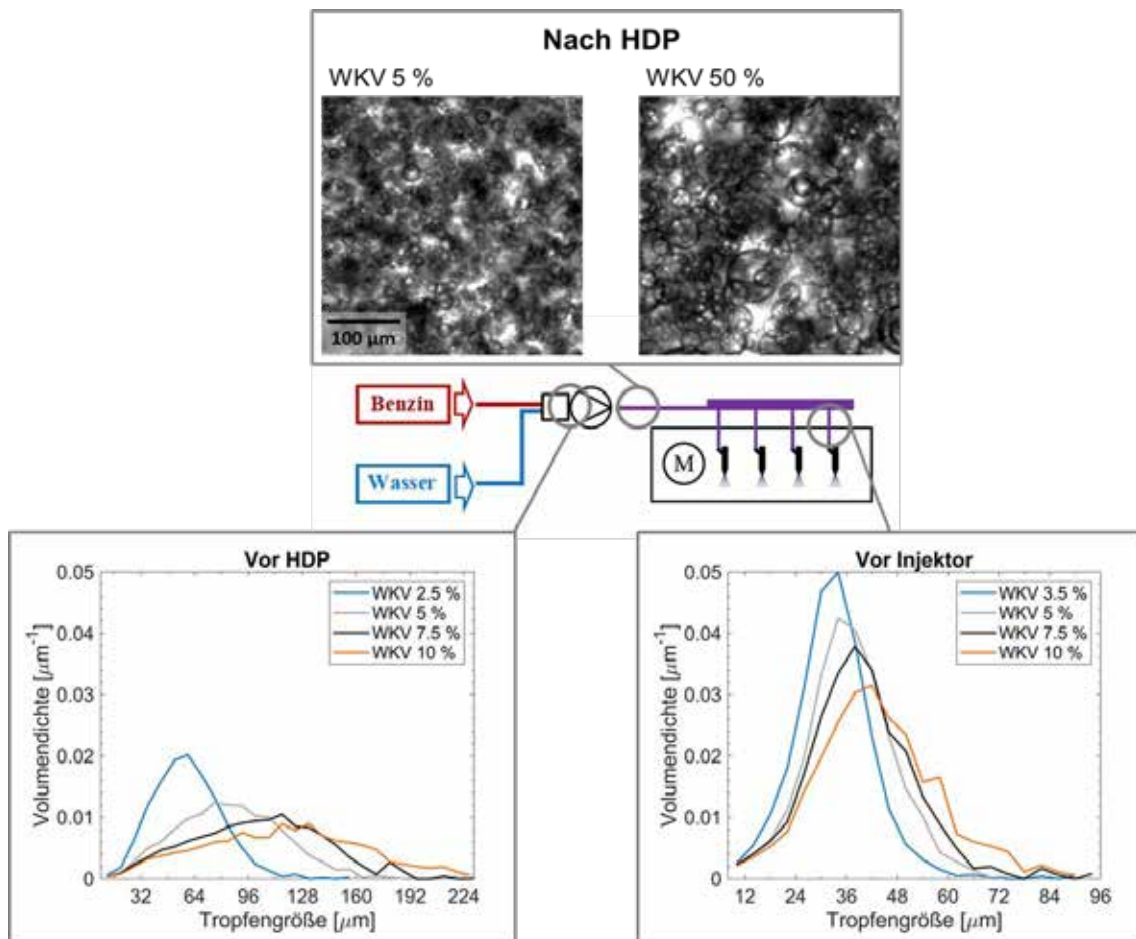 Nach HDP
WKV 5 %
WKV 50 %
100 μm
Benzin
Wasser
M
Vor HDP
0.05
0.04
0.03
0.02
0.01
0
Volumendichte [μm⁻¹]
WKV 2.5 %
WKV 5 %
WKV 7.5 %
WKV 10 %
32 64 96 128 160 192 224
Tropfengröße [μm]
Vor Injektor
0.05
0.04
0.03
0.02
0.01
0
Volumendichte [μm⁻¹]
WKV 3.5 %
WKV 5 %
WKV 7.5 %
WKV 10 %
12 24 36 48 60 72 84 96
Tropfengröße [μm]